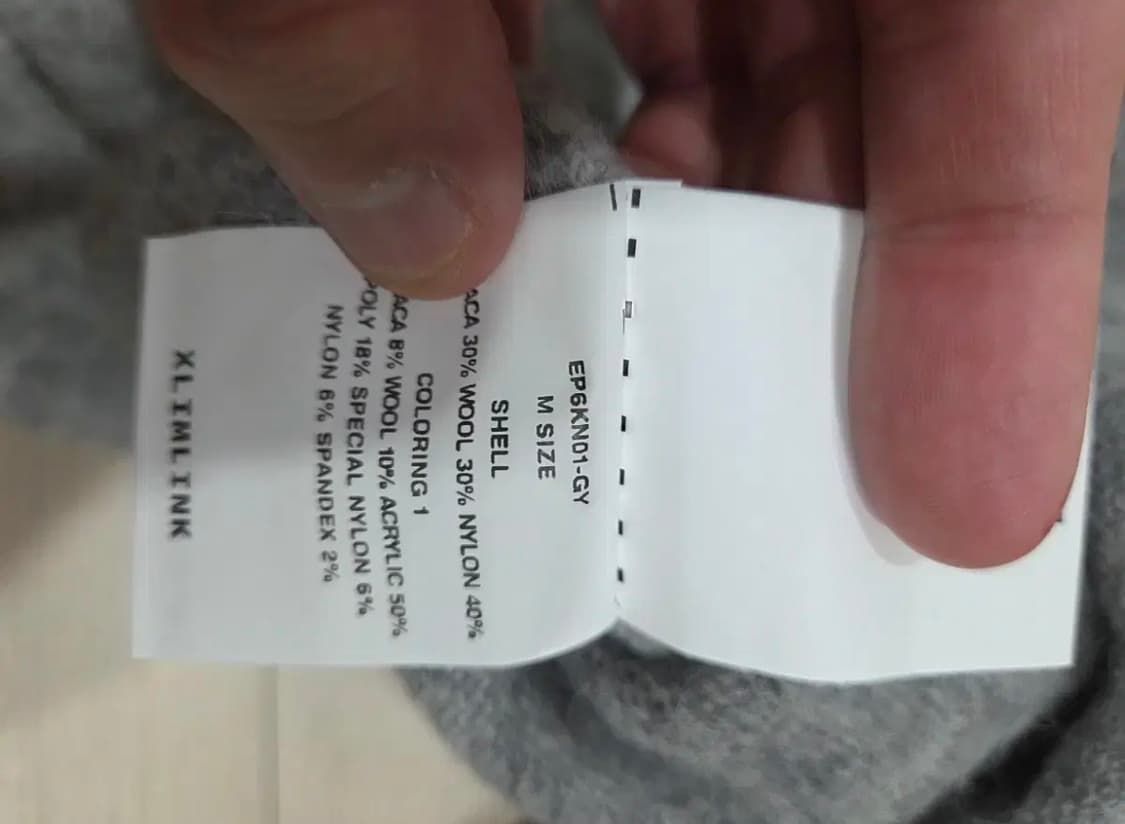 EP6KN01-GY
M SIZE
SHELL
ACA 30% WOOL 30% NYLON 40%
COLORING 1
ACA 8% WOOL 10% ACRYLIC 50%
POLY 18% SPECIAL NYLON 6%
NYLON 6% SPANDEX 2%
XLIMLINK